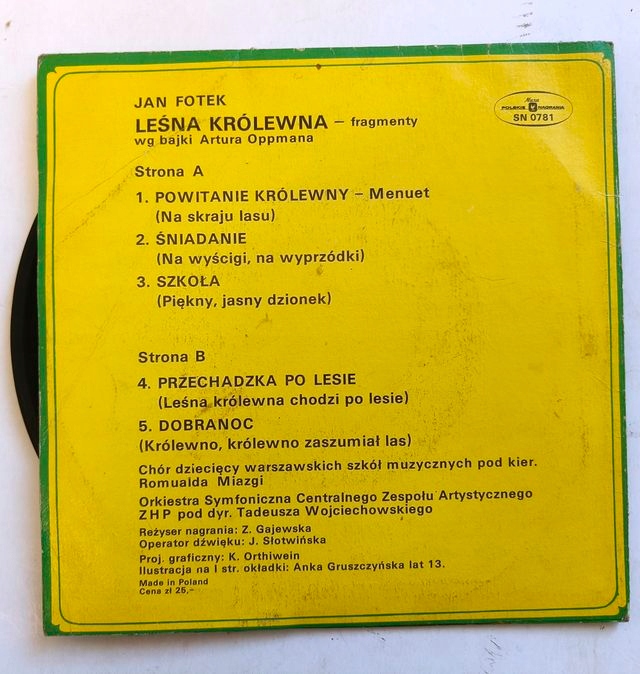 JAN FOTEK
LEŚNA KRÓLEWNA – fragmenty
wg bajki Artura Oppmana
Muza
POLSKIE NAGRANIA
SN 0781
Strona A
1. POWITANIE KRÓLEWNY – Menuet
(Na skraju lasu)
2. ŚNIADANIE
(Na wyścigi, na wyprzódki)
3. SZKOŁA
(Piękny, jasny dzionek)
Strona B
4. PRZECHADZKA PO LESIE
(Leśna królewna chodzi po lesie)
5. DOBRANOC
(Królewno, królewno zaszumiał las)
Chór dziecięcy warszawskich szkół muzycznych pod kier.
Romualda Miazgi
Orkiestra Symfoniczna Centralnego Zespołu Artystycznego
ZHP pod dyr. Tadeusza Wojciechowskiego
Reżyser nagrania: Z. Gajewska
Operator dźwięku: J. Słotwińska
Proj. graficzny: K. Orthiwein
Ilustracja na I str. okładki: Anka Gruszczyńska lat 13.
Made in Poland
Cena zł 25,–